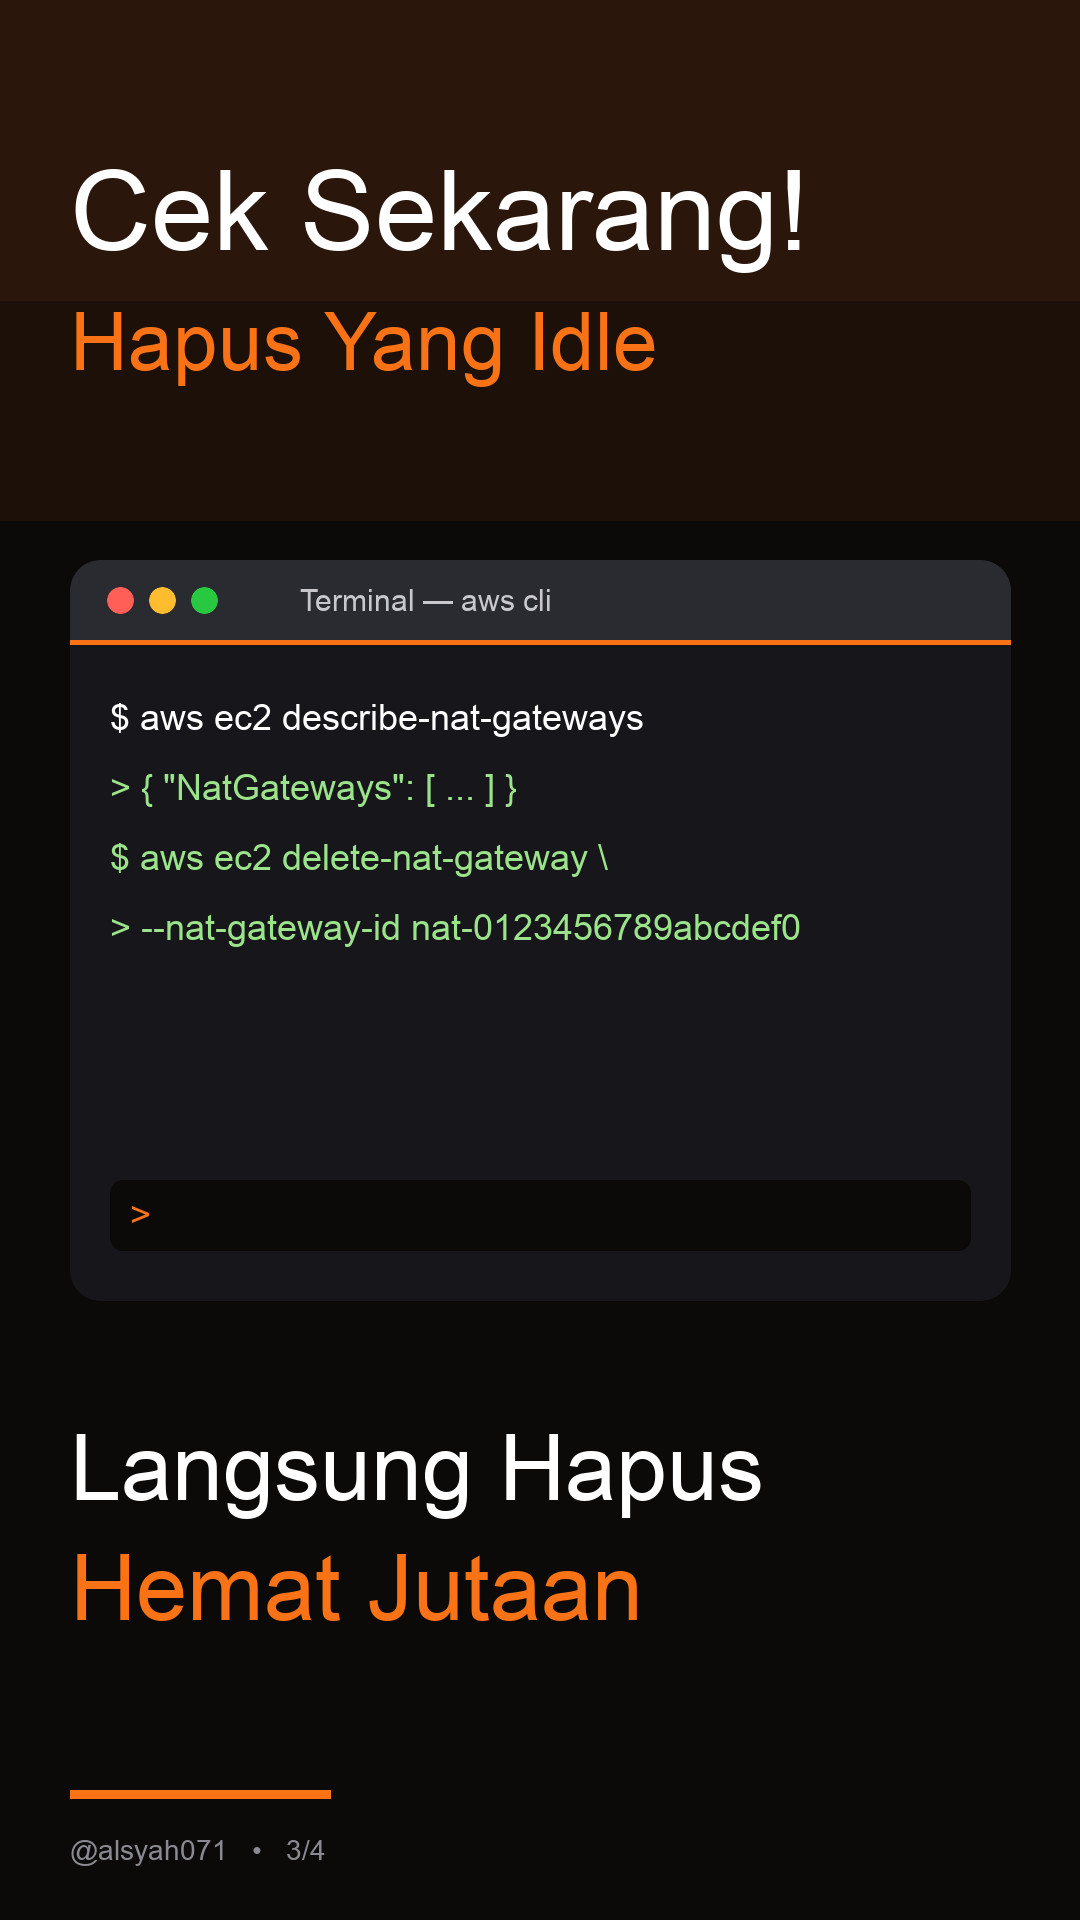 Cek Sekarang!
Hapus Yang Idle
Terminal — aws cli
$ aws ec2 describe-nat-gateways
> { "NatGateways": [ ... ] }
$ aws ec2 delete-nat-gateway \
> --nat-gateway-id nat-0123456789abcdef0
>
Langsung Hapus
Hemat Jutaan
@alsyah071 • 3/4